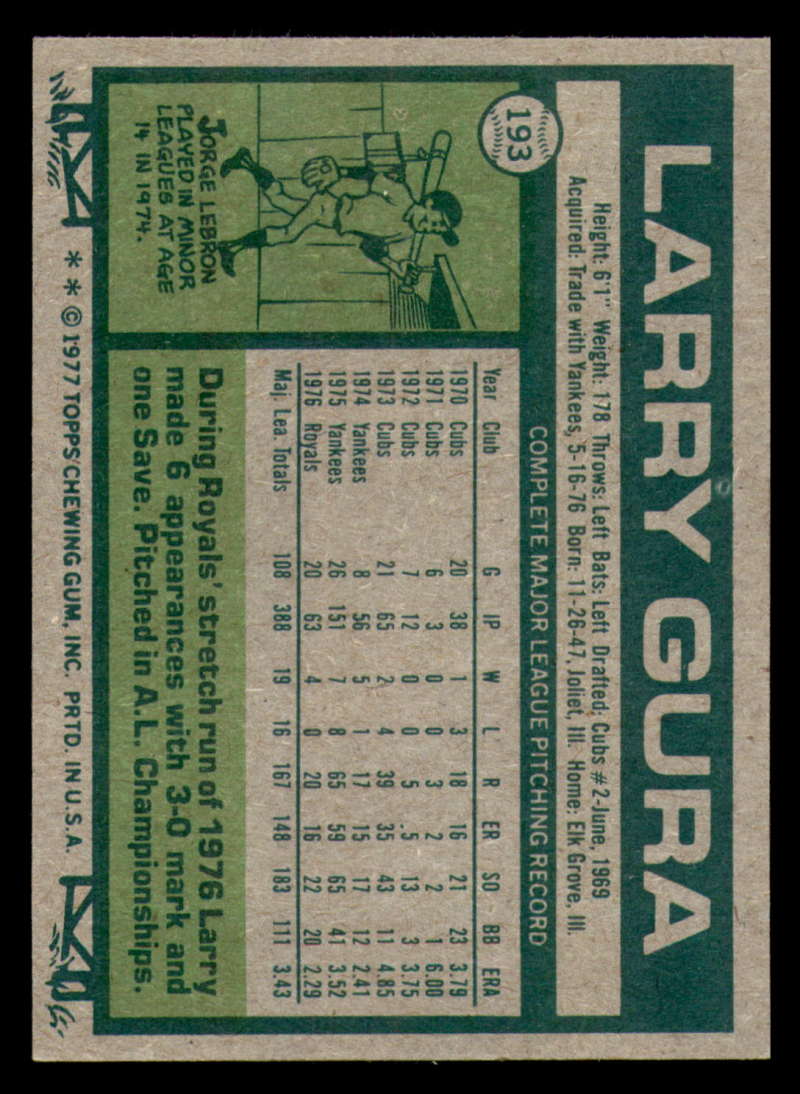 193
LARRY GURA
Height: 6'1" Weight: 178 Throws: Left Bats: Left Drafted: Cubs #2-June, 1969
Acquired: Trade with Yankees, 5-16-76 Born: 11-26-47, Joliet, Ill. Home: Elk Grove, Ill.
COMPLETE MAJOR LEAGUE PITCHING RECORD
Year Club G IP W L R ER SO BB ERA
1970 Cubs 20 38 1 3 18 16 21 23 3.79
1971 Cubs 6 3 0 0 3 2 2 1 6.00
1972 Cubs 7 12 0 0 5 5 13 3 3.75
1973 Cubs 21 65 2 4 39 35 43 11 4.85
1974 Yankees 8 56 5 1 17 15 17 12 2.41
1975 Yankees 26 151 7 8 65 59 65 41 3.52
1976 Royals 20 63 4 0 20 16 22 20 2.29
Maj. Lea. Totals 108 388 19 16 167 148 183 111 3.43
JORGE LEBRON
PLAYED IN MINOR
LEAGUES AT AGE
14 IN 1974.
During Royals' stretch run of 1976 Larry
made 6 appearances with 3-0 mark and
one Save. Pitched in A.L. Championships.
* * © 1977 TOPPS CHEWING GUM, INC. PRTD. IN U.S.A.